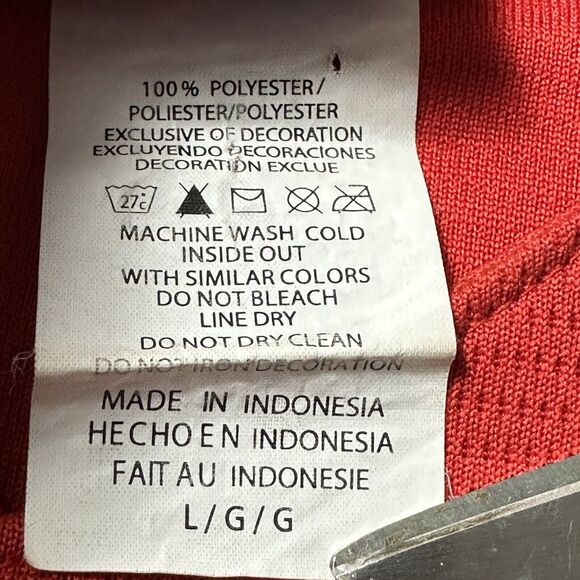 100% POLYESTER/
POLIESTER/POLYESTER
EXCLUSIVE OF DECORATION
EXCLUYENDO DECORACIONES
DECORATION EXCLUE
27°C
MACHINE WASH COLD
INSIDE OUT
WITH SIMILAR COLORS
DO NOT BLEACH
LINE DRY
DO NOT DRY CLEAN
DO NOT IRON DECORATION
MADE IN INDONESIA
HECHO EN INDONESIA
FAIT AU INDONESIE
L/G/G